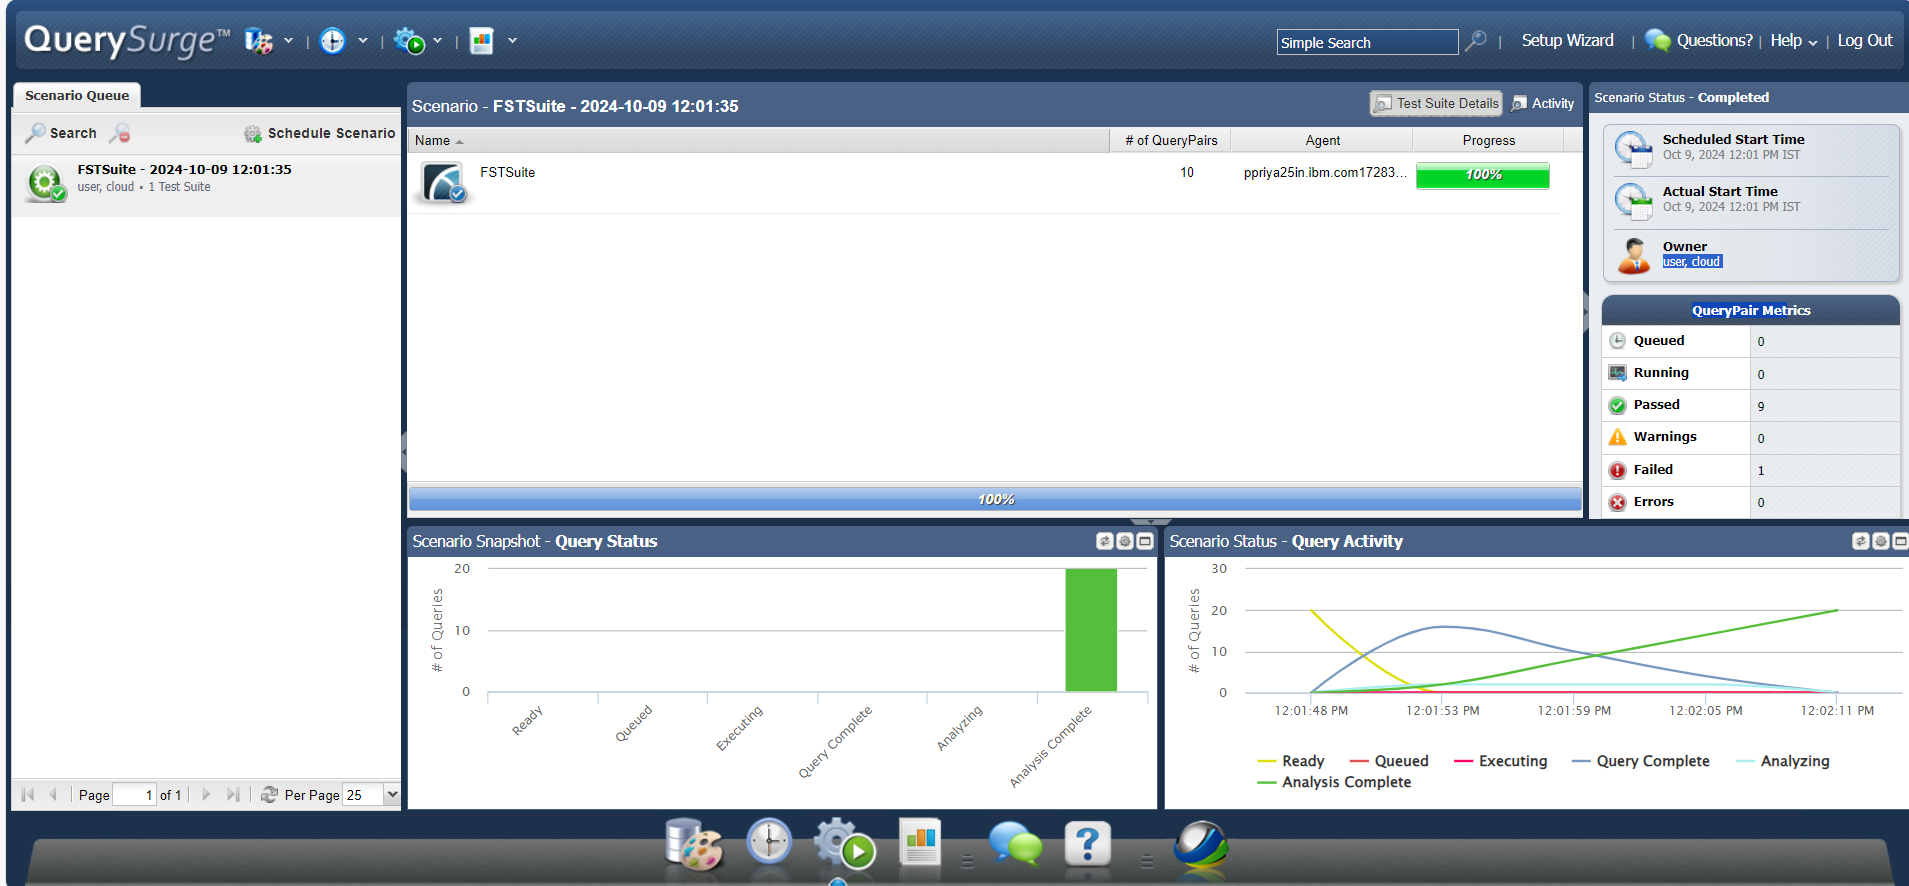 QuerySurge™
Simple Search
Setup Wizard
Questions?
Help
Log Out
Scenario Queue
Search
Schedule Scenario
FSTSuite - 2024-10-09 12:01:35
user, cloud • 1 Test Suite
Page 1 of 1
Per Page 25
Scenario - FSTSuite - 2024-10-09 12:01:35
Test Suite Details
Activity
Name # of QueryPairs Agent Progress
FSTSuite 10 ppriya25in.ibm.com17283... 100%
100%
Scenario Status - Completed
Scheduled Start Time
Oct 9, 2024 12:01 PM IST
Actual Start Time
Oct 9, 2024 12:01 PM IST
Owner
user, cloud
QueryPair Metrics
Queued 0
Running 0
Passed 9
Warnings 0
Failed 1
Errors 0
Scenario Snapshot - Query Status
# of Queries
20
10
0
Ready
Queued
Executing
Query Complete
Analyzing
Analysis Complete
Scenario Status - Query Activity
# of Queries
30
20
10
0
12:01:48 PM 12:01:53 PM 12:01:59 PM 12:02:05 PM 12:02:11 PM
Ready Queued Executing Query Complete Analyzing
Analysis Complete
?